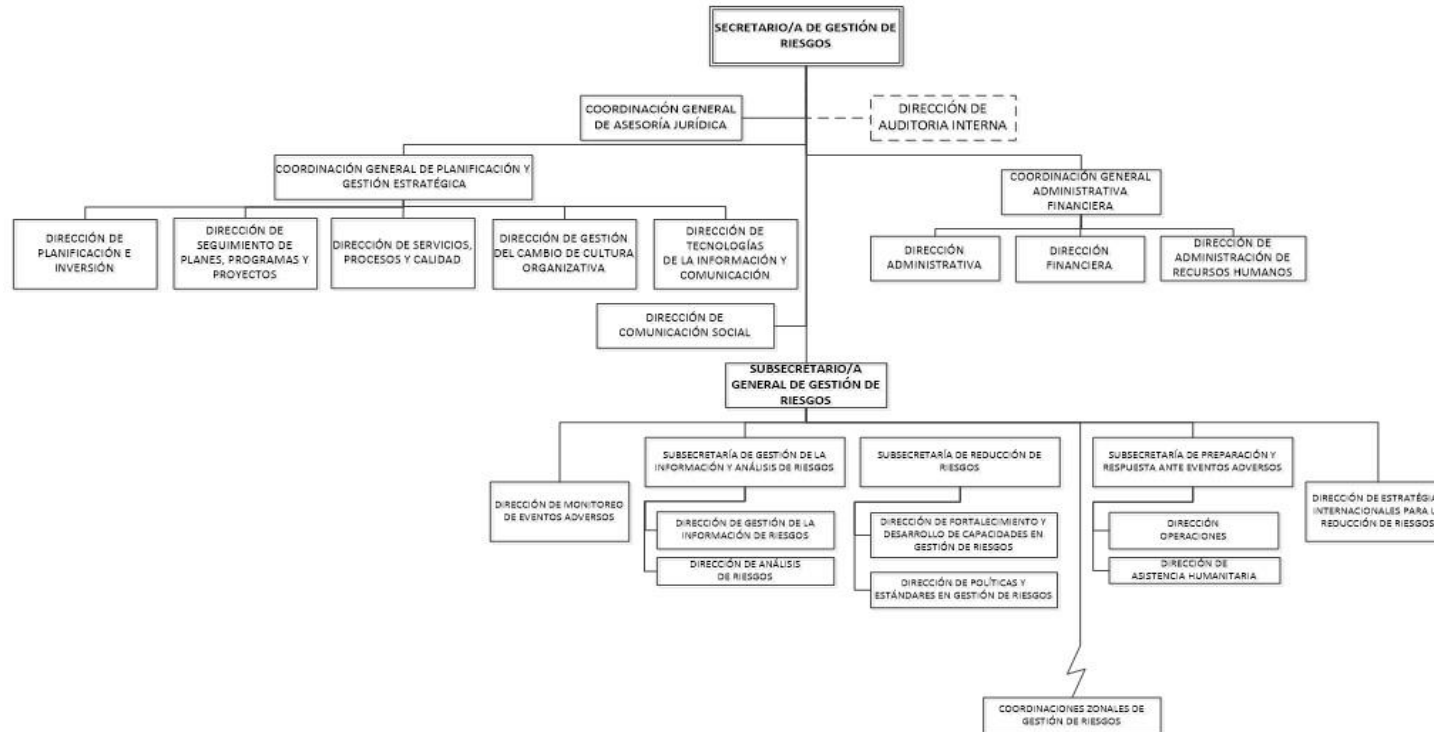 SECRETARIO/A DE GESTIÓN DE
RIESGOS
COORDINACIÓN GENERAL
DE ASESORÍA JURÍDICA
DIRECCIÓN DE
AUDITORIA INTERNA
COORDINACIÓN GENERAL DE PLANIFICACIÓN Y
GESTIÓN ESTRATÉGICA
COORDINACIÓN GENERAL
ADMINISTRATIVA
FINANCIERA
DIRECCIÓN DE
PLANIFICACIÓN E
INVERSIÓN
DIRECCIÓN DE
SEGUIMIENTO DE
PLANES, PROGRAMAS Y
PROYECTOS
DIRECCIÓN DE SERVICIOS,
PROCESOS Y CALIDAD
DIRECCIÓN DE GESTIÓN
DEL CAMBIO DE CULTURA
ORGANIZATIVA
DIRECCIÓN DE
TECNOLOGÍAS
DE LA INFORMACIÓN Y
COMUNICACIÓN
DIRECCIÓN
ADMINISTRATIVA
DIRECCIÓN
FINANCIERA
DIRECCIÓN DE
ADMINISTRACIÓN DE
RECURSOS HUMANOS
DIRECCIÓN DE
COMUNICACIÓN SOCIAL
SUBSECRETARIO/A
GENERAL DE GESTIÓN DE
RIESGOS
DIRECCIÓN DE MONITOREO
DE EVENTOS ADVERSOS
SUBSECRETARÍA DE GESTIÓN DE LA
INFORMACIÓN Y ANÁLISIS DE RIESGOS
DIRECCIÓN DE GESTIÓN DE LA
INFORMACIÓN DE RIESGOS
DIRECCIÓN DE ANÁLISIS
DE RIESGOS
SUBSECRETARÍA DE REDUCCIÓN DE
RIESGOS
DIRECCIÓN DE FORTALECIMIENTO Y
DESARROLLO DE CAPACIDADES EN
GESTIÓN DE RIESGOS
DIRECCIÓN DE POLÍTICAS Y
ESTÁNDARES EN GESTIÓN DE RIESGOS
SUBSECRETARÍA DE PREPARACIÓN Y
RESPUESTA ANTE EVENTOS ADVERSOS
DIRECCIÓN
OPERACIONES
DIRECCIÓN DE
ASISTENCIA HUMANITARIA
DIRECCIÓN DE ESTRATÉGIA
INTERNACIONALES PARA L
REDUCCIÓN DE RIESGOS
COORDINACIONES ZONALES DE
GESTIÓN DE RIESGOS